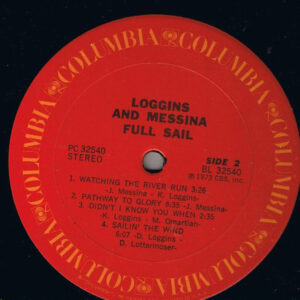 COLUMBIA COLUMBIA
LOGGINS
AND MESSINA
FULL SAIL
PC 32540
STEREO
SIDE 2
BL 32540
℗ 1973 CBS, Inc.
1. WATCHING THE RIVER RUN 3:26
-J. Messina - K. Loggins-
2. PATHWAY TO GLORY 8:35 -J. Messina-
3. DIDN'T I KNOW YOU WHEN 2:35
-K. Loggins - M. Omartian-
4. SAILIN' THE WIND
6:07 -D. Loggins -
D. Lottermoser-
COLUMBIA COLUMBIA COLUMBIA COLUMBIA